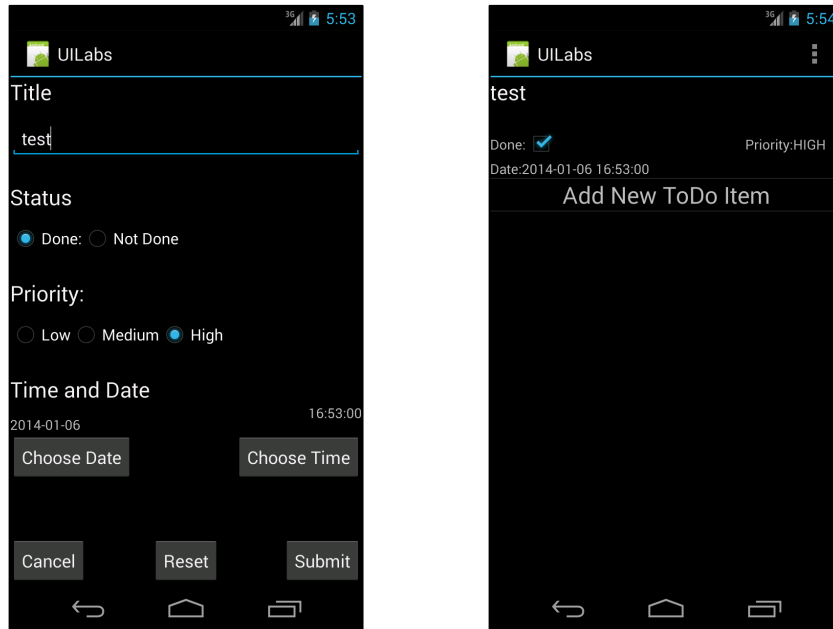 3G 5:53
UILabs
Title
test
Status
Done: Not Done
Priority:
Low Medium High
Time and Date
2014-01-06 16:53:00
Choose Date Choose Time
Cancel Reset Submit
3G 5:54
UILabs
test
Done: Priority:HIGH
Date:2014-01-06 16:53:00
Add New ToDo Item